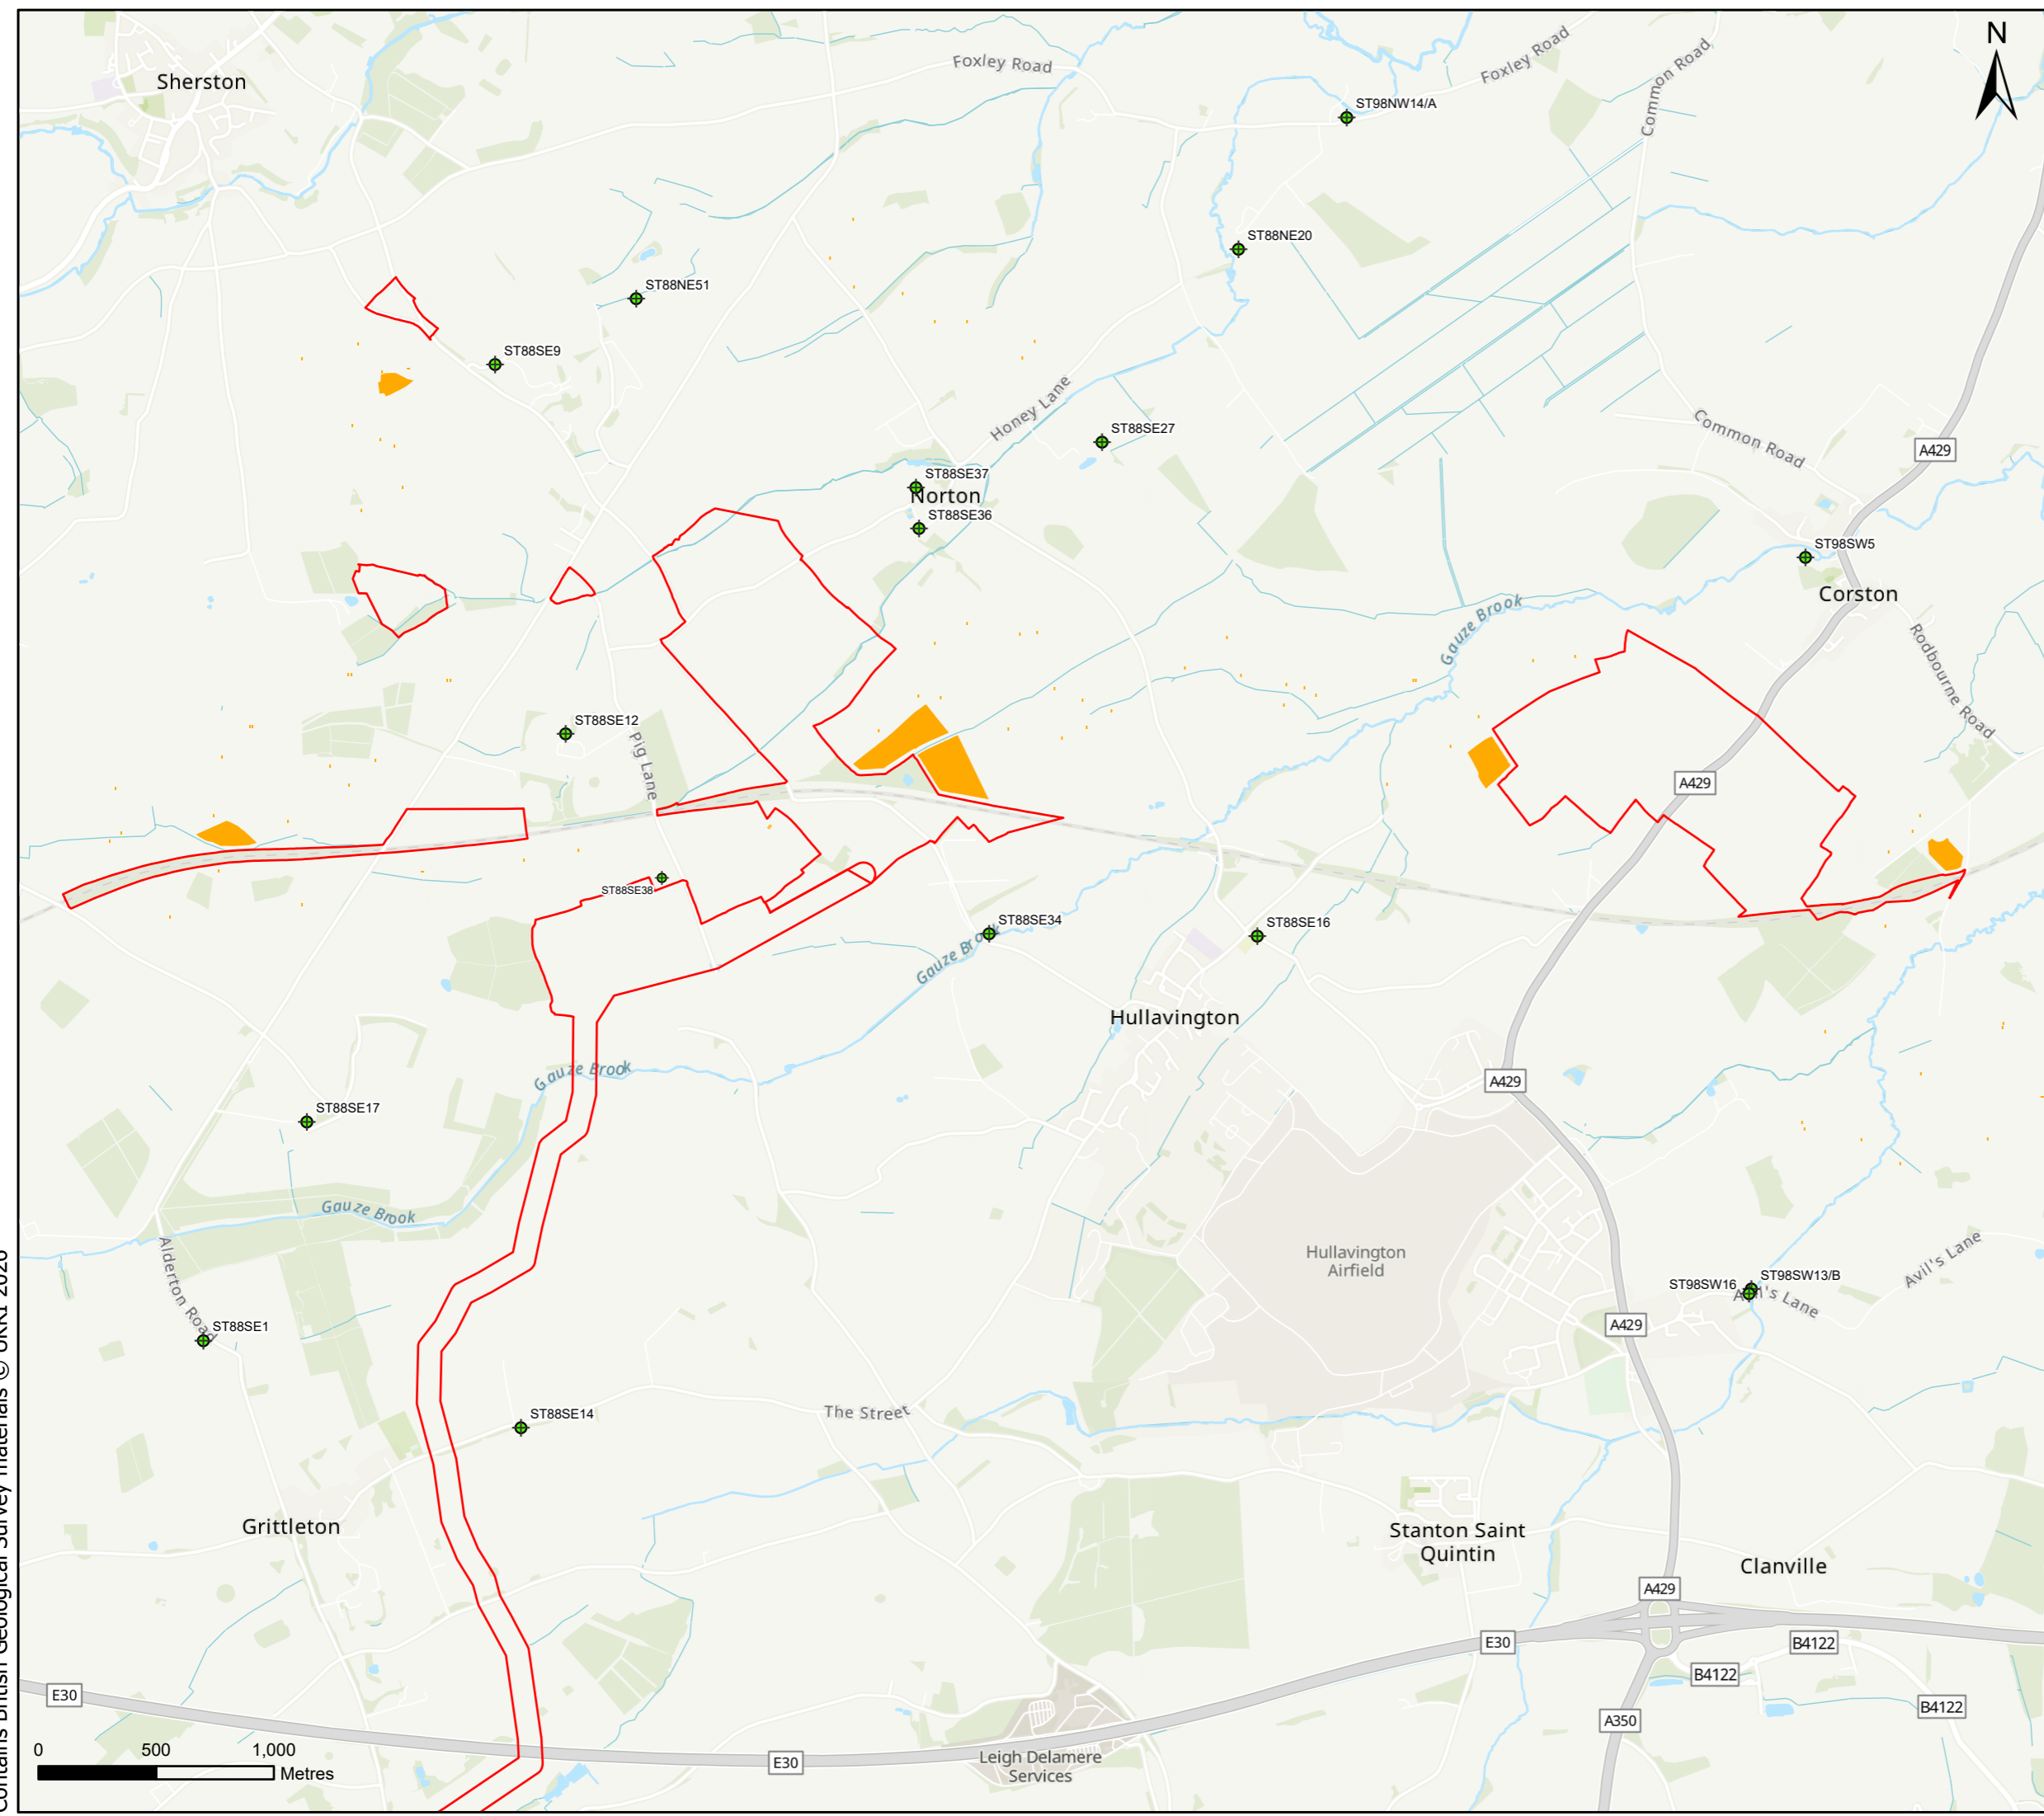 N
Sherston
Foxley Road
Foxley Road
Common Road
ST98NW14/A
ST88NE20
ST88NE51
ST88SE9
Honey Lane
Common Road
A429
ST88SE27
ST88SE37
Norton
ST88SE36
ST98SW5
Corston
Gauze Brook
Rodbourne Road
ST88SE12
Pig Lane
A429
ST88SE38
ST88SE34
ST88SE16
Gauze Brook
Hullavington
Gauze Brook
A429
ST88SE17
Gauze Brook
Alderton Road
Hullavington
Airfield
Avil's Lane
ST98SW16
ST98SW13/B
Avil's Lane
A429
ST88SE1
The Street
ST88SE14
Grittleton
Stanton Saint
Quintin
Clanville
A429
E30
B4122
B4122
E30
A350
B4122
0 500 1,000
Metres
E30
Leigh Delamere
Services
Contains British Geological Survey materials © UKRI 2026